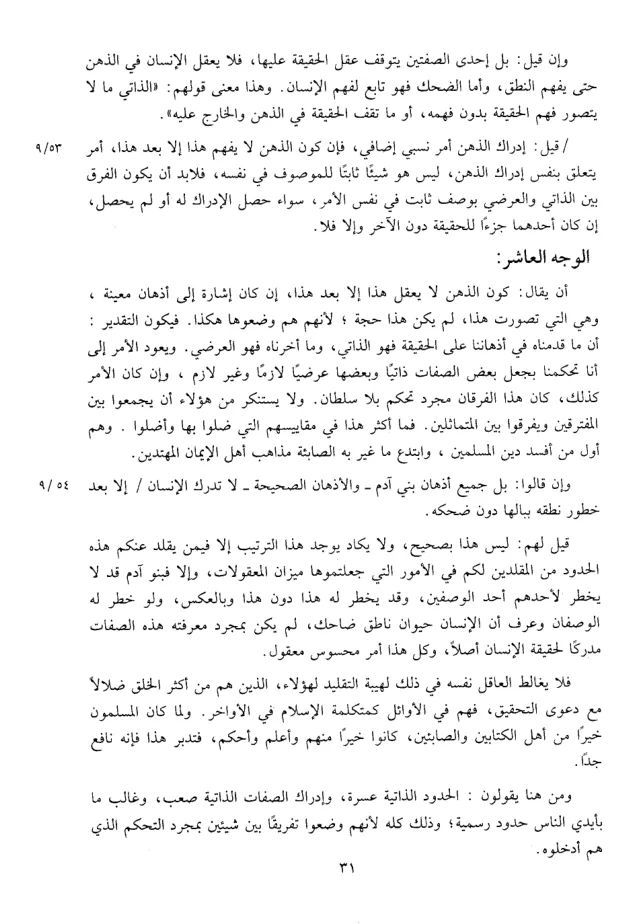 وإن قيل: بل إحدى الصفتين يتوقف عقل الحقيقة عليها، فلا يعقل الإنسان في الذهن
حتى يفهم النطق، وأما الضحك فهو تابع لفهم الإنسان. وهذا معنى قولهم: «الذاتي ما لا
يتصور فهم الحقيقة بدون فهمه، أو ما تقف الحقيقة في الذهن والخارج عليه».
/ قيل: إدراك الذهن أمر نسبي إضافي، فإن كون الذهن لا يفهم هذا إلا بعد هذا، أمر ٩/٥٣
يتعلق بنفس إدراك الذهن، ليس هو شيئًا ثابتًا للموصوف في نفسه، فلابد أن يكون الفرق
بين الذاتي والعرضي بوصف ثابت في نفس الأمر، سواء حصل الإدراك له أو لم يحصل،
إن كان أحدهما جزءًا للحقيقة دون الآخر وإلا فلا.
الوجه العاشر:
أن يقال: كون الذهن لا يعقل هذا إلا بعد هذا، إن كان إشارة إلى أذهان معينة ،
وهي التي تصورت هذا، لم يكن هذا حجة ؛ لأنهم هم وضعوها هكذا. فيكون التقدير :
أن ما قدمناه في أذهاننا على الحقيقة فهو الذاتي، وما أخرناه فهو العرضي. ويعود الأمر إلى
أنا تحكمنا بجعل بعض الصفات ذاتيًا وبعضها عرضيًا لازمًا وغير لازم ، وإن كان الأمر
كذلك، كان هذا الفرقان مجرد تحكم بلا سلطان. ولا يستنكر من هؤلاء أن يجمعوا بين
المفترقين ويفرقوا بين المتماثلين. فما أكثر هذا في مقاييسهم التي ضلوا بها وأضلوا . وهم
أول من أفسد دين المسلمين ، وابتدع ما غير به الصابئة مذاهب أهل الإيمان المهتدين.
وإن قالوا: بل جميع أذهان بني آدم ـ والأذهان الصحيحة ـ لا تدرك الإنسان / إلا بعد ٩/٥٤
خطور نطقه ببالها دون ضحكه.
قيل لهم: ليس هذا بصحيح، ولا يكاد يوجد هذا الترتيب إلا فيمن يقلد عنكم هذه
الحدود من المقلدين لكم في الأمور التي جعلتموها ميزان المعقولات، وإلا فبنو آدم قد لا
يخطر لأحدهم أحد الوصفين، وقد يخطر له هذا دون هذا وبالعكس، ولو خطر له
الوصفان وعرف أن الإنسان حيوان ناطق ضاحك، لم يكن بمجرد معرفته هذه الصفات
مدركًا لحقيقة الإنسان أصلاً، وكل هذا أمر محسوس معقول.
فلا يغالط العاقل نفسه في ذلك لهيبة التقليد لهؤلاء، الذين هم من أكثر الخلق ضلالاً
مع دعوى التحقيق، فهم في الأوائل كمتكلمة الإسلام في الأواخر. ولما كان المسلمون
خيرًا من أهل الكتابين والصابئين، كانوا خيرًا منهم وأعلم وأحكم، فتدبر هذا فإنه نافع
جدًا.
ومن هنا يقولون : الحدود الذاتية عسرة، وإدراك الصفات الذاتية صعب، وغالب ما
بأيدي الناس حدود رسمية؛ وذلك كله لأنهم وضعوا تفريقًا بين شيئين بمجرد التحكم الذي
هم أدخلوه.
٣١